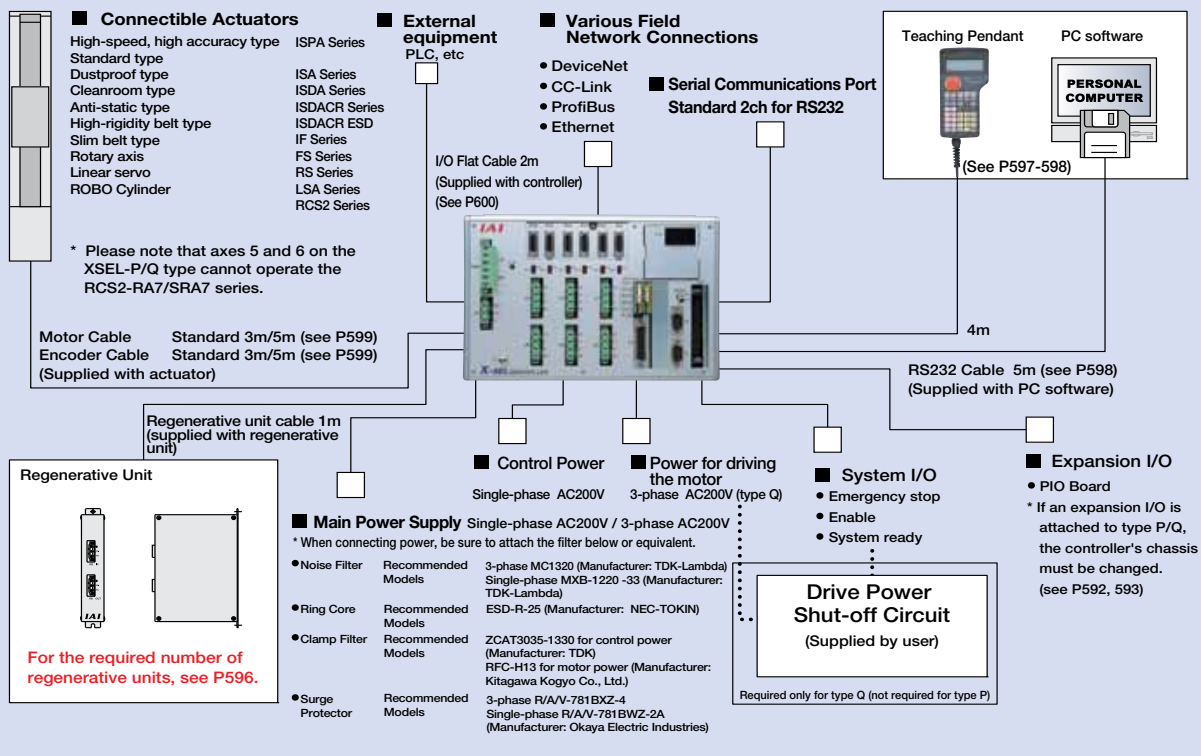 ■ Connectible Actuators
High-speed, high accuracy type ISPA Series
Standard type
Dustproof type ISA Series
Cleanroom type ISDA Series
Anti-static type ISDACR Series
High-rigidity belt type ISDACR ESD
Slim belt type IF Series
Rotary axis FS Series
Linear servo RS Series
ROBO Cylinder LSA Series
RCS2 Series
* Please note that axes 5 and 6 on the
XSEL-P/Q type cannot operate the
RCS2-RA7/SRA7 series.
Motor Cable Standard 3m/5m (see P599)
Encoder Cable Standard 3m/5m (see P599)
(Supplied with actuator)
■ External
equipment
PLC, etc
■ Various Field
Network Connections
• DeviceNet
• CC-Link
• ProfiBus
• Ethernet
I/O Flat Cable 2m
(Supplied with controller)
(See P600)
■ Serial Communications Port
Standard 2ch for RS232
Teaching Pendant
PC software
PERSONAL
COMPUTER
(See P597-598)
IAI
X-SEL
4m
RS232 Cable 5m (see P598)
(Supplied with PC software)
Regenerative unit cable 1m
(supplied with regenerative
unit)
Regenerative Unit
IAI
For the required number of
regenerative units, see P596.
■ Control Power
Single-phase AC200V
■ Power for driving
the motor
3-phase AC200V (type Q)
■ System I/O
• Emergency stop
• Enable
• System ready
■ Expansion I/O
• PIO Board
* If an expansion I/O is
attached to type P/Q,
the controller's chassis
must be changed.
(see P592, 593)
■ Main Power Supply Single-phase AC200V / 3-phase AC200V
* When connecting power, be sure to attach the filter below or equivalent.
• Noise Filter Recommended 3-phase MC1320 (Manufacturer: TDK-Lambda)
Models Single-phase MXB-1220 -33 (Manufacturer:
TDK-Lambda)
• Ring Core Recommended ESD-R-25 (Manufacturer: NEC-TOKIN)
Models
• Clamp Filter Recommended ZCAT3035-1330 for control power
Models (Manufacturer: TDK)
RFC-H13 for motor power (Manufacturer:
Kitagawa Kogyo Co., Ltd.)
• Surge Recommended 3-phase R/A/V-781BXZ-4
Protector Models Single-phase R/A/V-781BWZ-2A
(Manufacturer: Okaya Electric Industries)
Drive Power
Shut-off Circuit
(Supplied by user)
Required only for type Q (not required for type P)